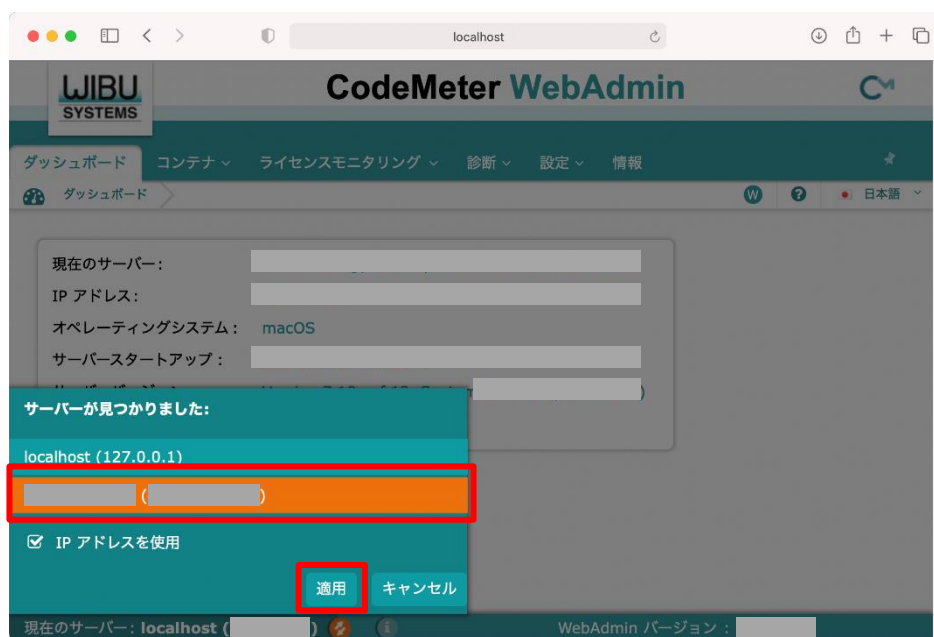 localhost
WIBU
SYSTEMS
CodeMeter WebAdmin
CM
ダッシュボード コンテナ ライセンスモニタリング 診断 設定 情報
ダッシュボード W ? 日本語
現在のサーバー:
IP アドレス:
オペレーティングシステム: macOS
サーバースタートアップ:
サーバーが見つかりました:
localhost (127.0.0.1)
( )
IP アドレスを使用
適用 キャンセル
現在のサーバー: localhost ( ) i WebAdmin バージョン :